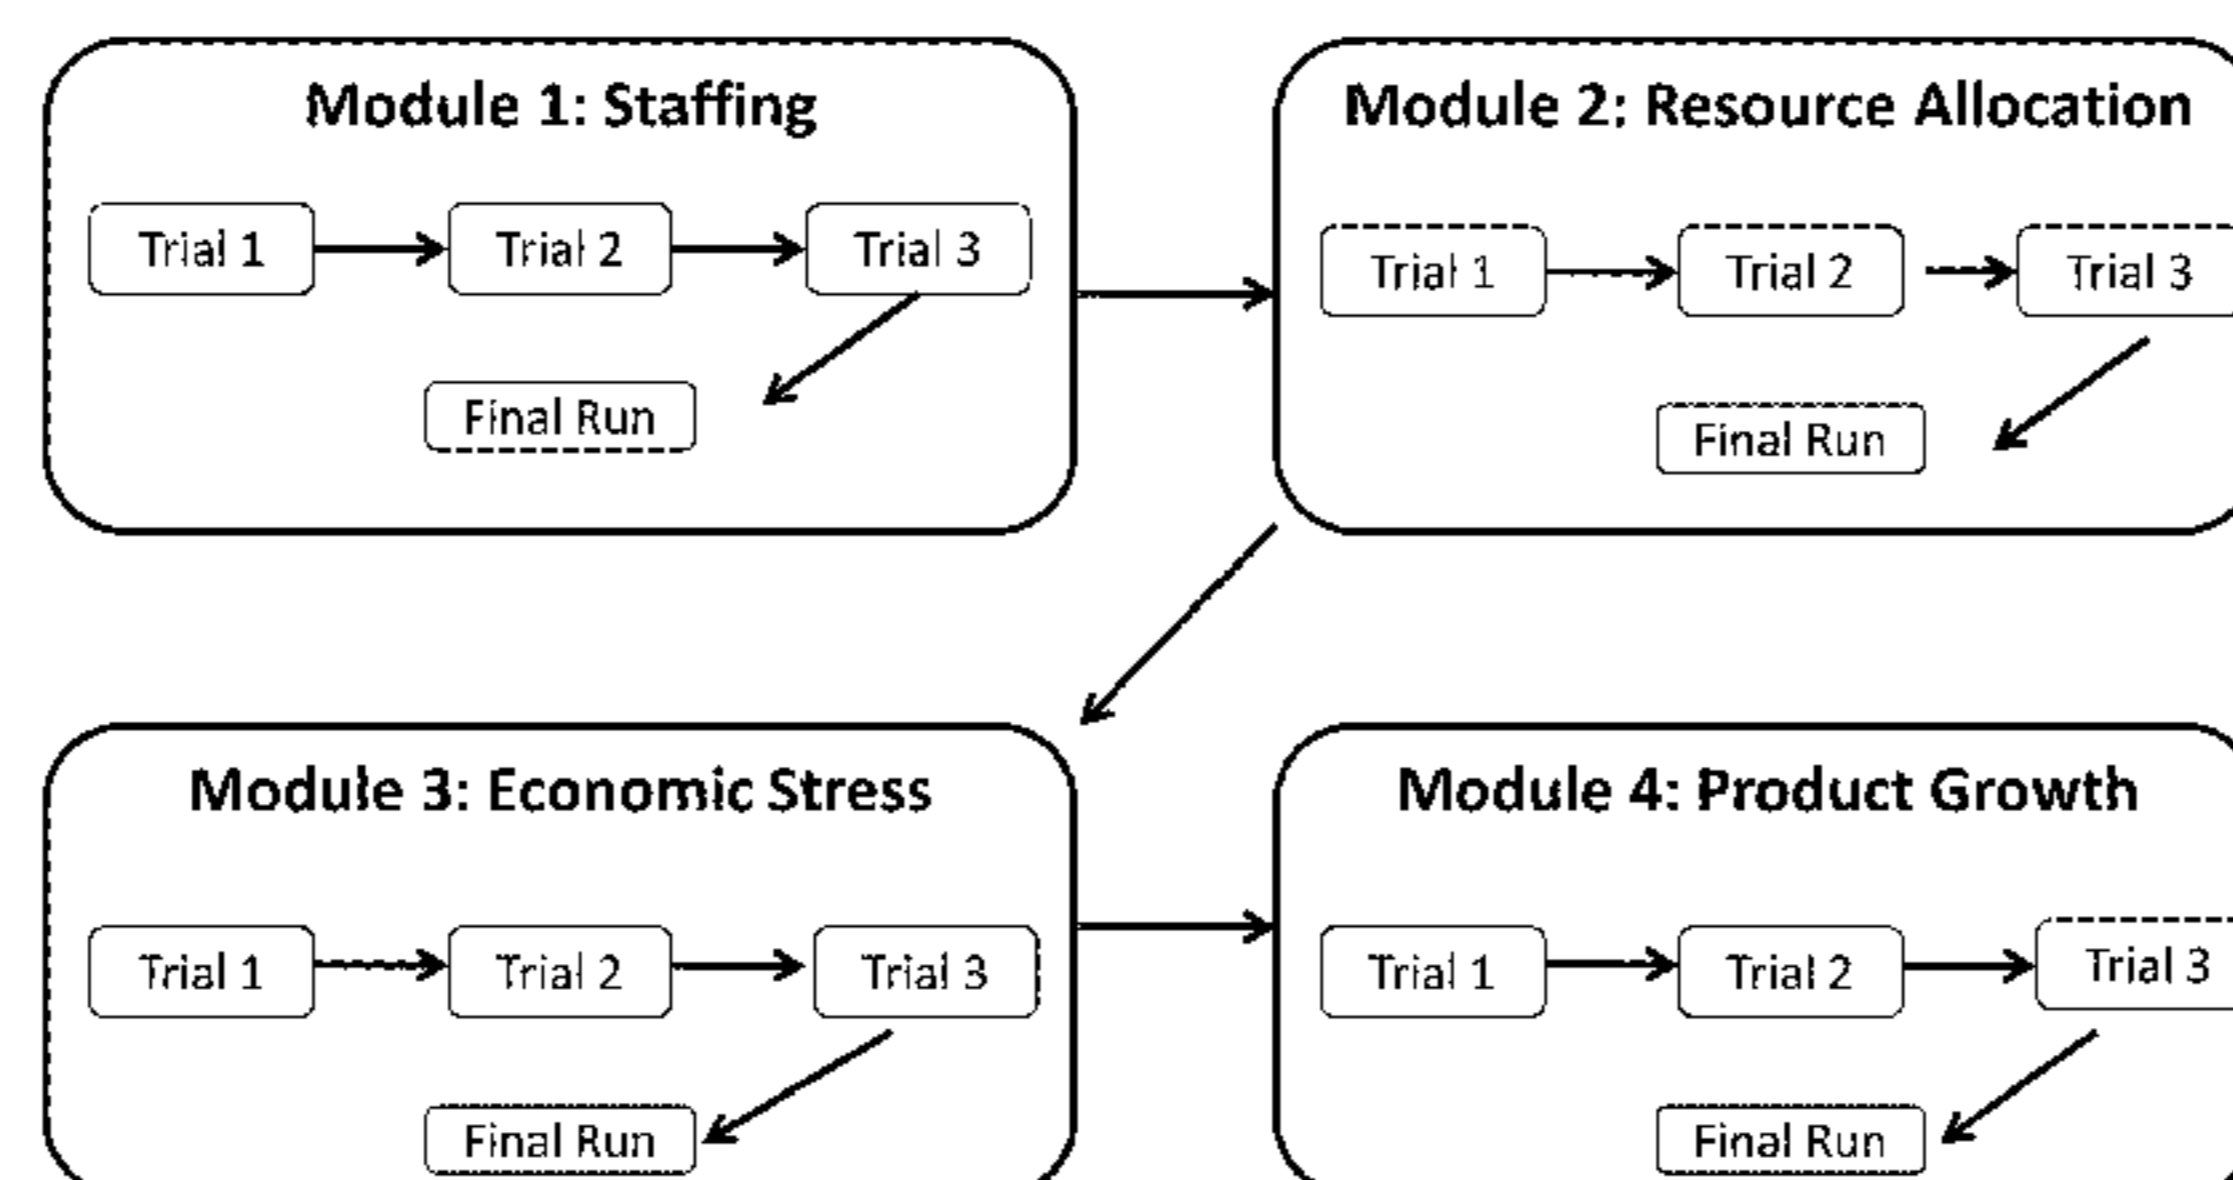 Module 1: Staffing
Trial 1
Trial 2
Trial 3
Final Run
Module 2: Resource Allocation
Trial 1
Trial 2
Trial 3
Final Run
Module 3: Economic Stress
Trial 1
Trial 2
Trial 3
Final Run
Module 4: Product Growth
Trial 1
Trial 2
Trial 3
Final Run